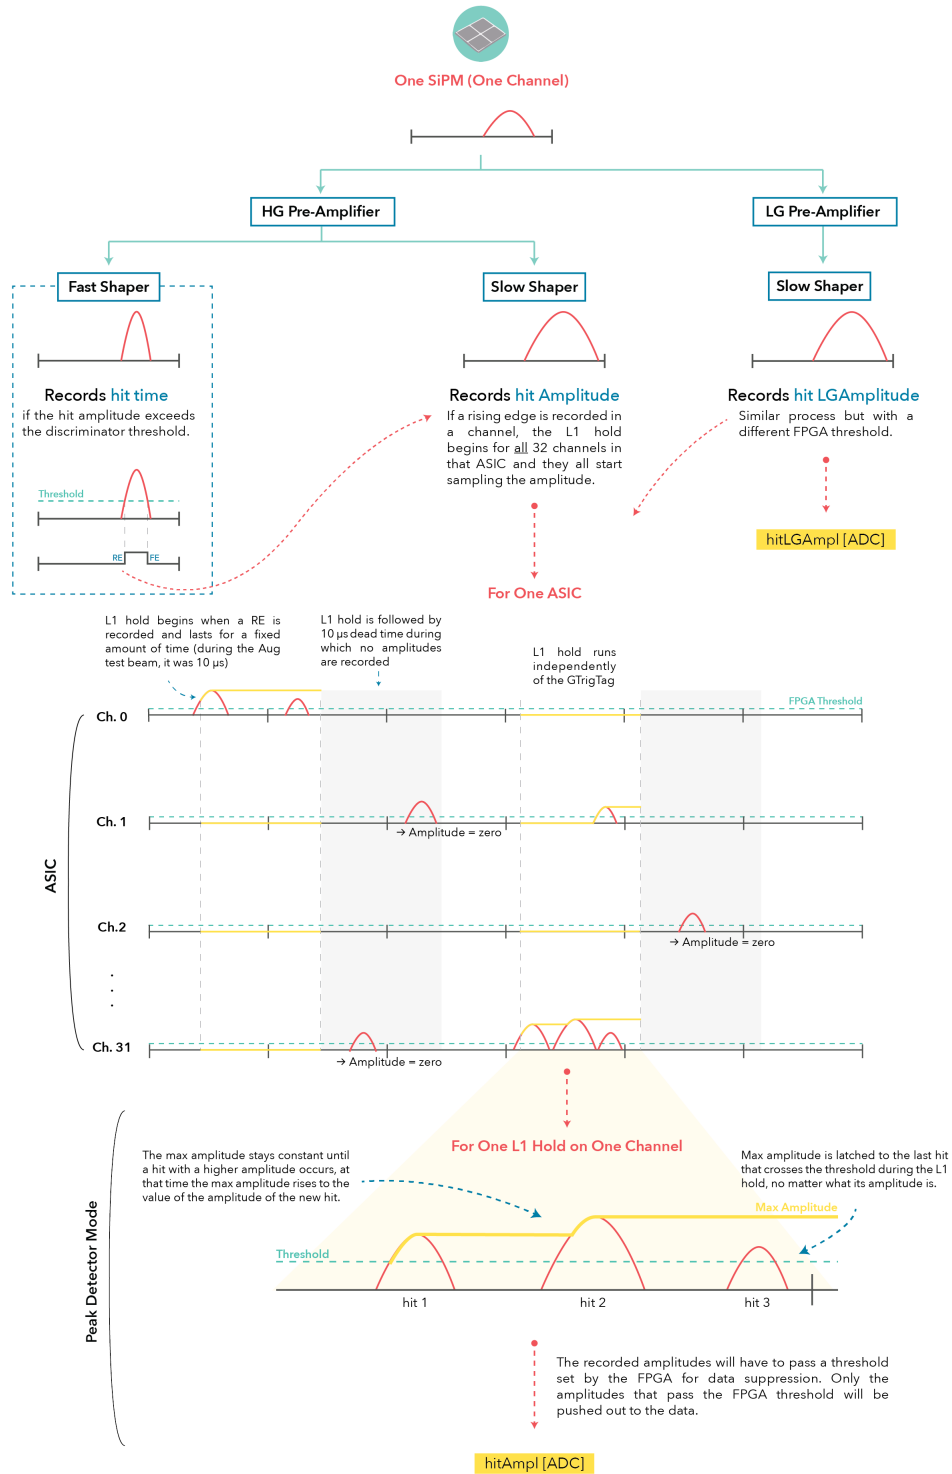 One SiPM (One Channel)
HG Pre-Amplifier
LG Pre-Amplifier
Fast Shaper
Slow Shaper
Slow Shaper
Records hit time
if the hit amplitude exceeds
the discriminator threshold.
Threshold
RE
FE
Records hit Amplitude
If a rising edge is recorded in
a channel, the L1 hold
begins for all 32 channels in
that ASIC and they all start
sampling the amplitude.
Records hit LGAmplitude
Similar process but with a
different FPGA threshold.
hitLGAmpl [ADC]
For One ASIC
L1 hold begins when a RE is
recorded and lasts for a fixed
amount of time (during the Aug
test beam, it was 10 µs)
L1 hold is followed by
10 µs dead time during
which no amplitudes
are recorded
L1 hold runs
independently
of the GTrigTag
FPGA Threshold
Ch. 0
Ch. 1
→ Amplitude = zero
ASIC
Ch.2
→ Amplitude = zero
.
.
.
Ch. 31
→ Amplitude = zero
For One L1 Hold on One Channel
The max amplitude stays constant until
a hit with a higher amplitude occurs, at
that time the max amplitude rises to the
value of the amplitude of the new hit.
Max amplitude is latched to the last hit
that crosses the threshold during the L1
hold, no matter what its amplitude is.
Max Amplitude
Threshold
hit 1
hit 2
hit 3
Peak Detector Mode
The recorded amplitudes will have to pass a threshold
set by the FPGA for data suppression. Only the
amplitudes that pass the FPGA threshold will be
pushed out to the data.
hitAmpl [ADC]